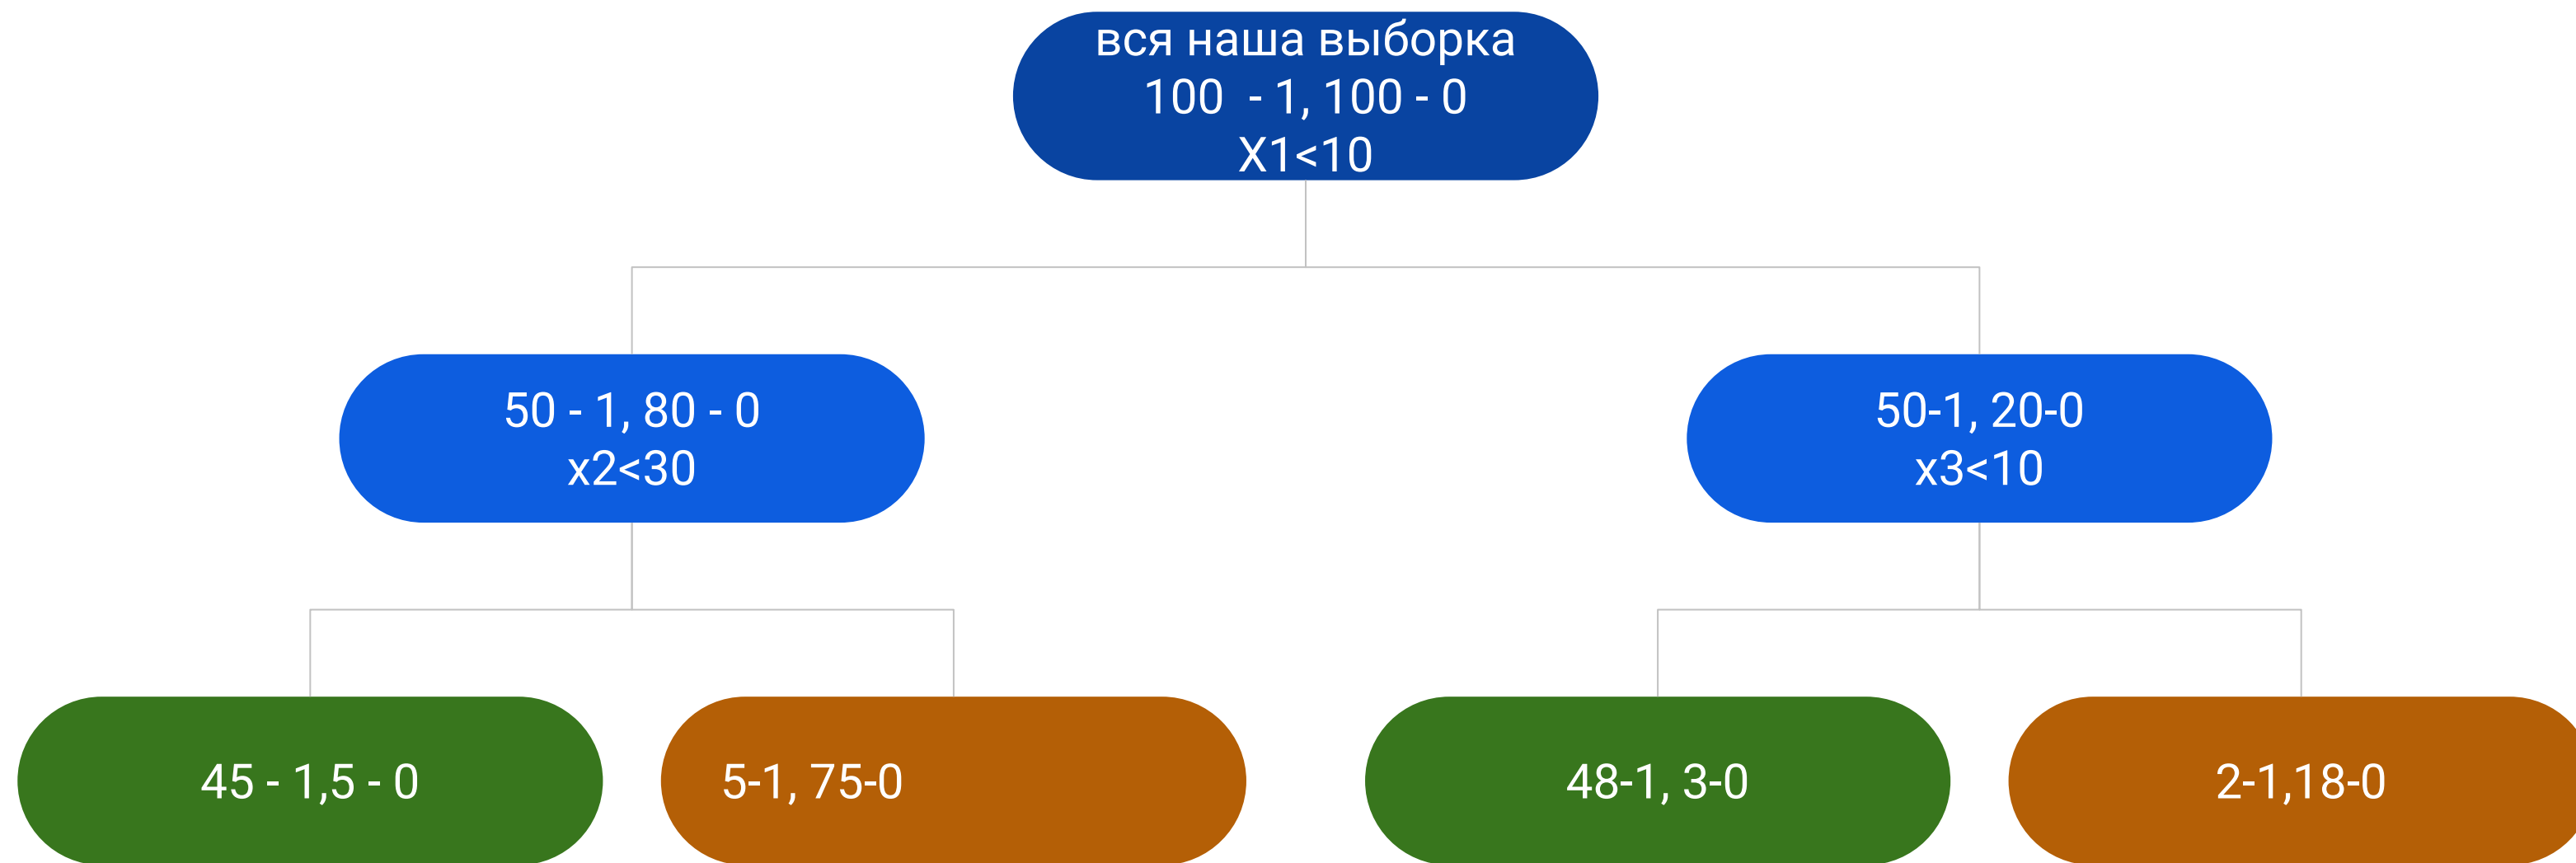 вся наша выборка
100  - 1, 100 - 0
X1<10
50 - 1, 80 - 0
x2<30
50-1, 20-0
x3<10
45 - 1,5 - 0
5-1, 75-0
48-1, 3-0
2-1,18-0